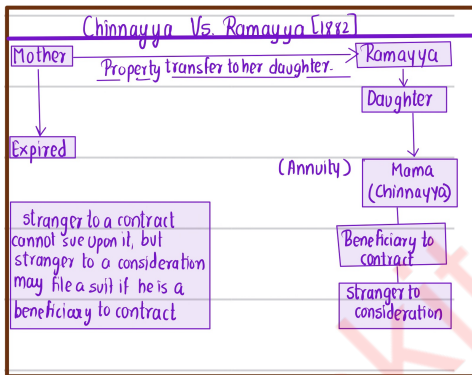 Chinnayya Vs. Ramayya [1882]
Mother
Property transfer to her daughter.
Ramayya
Daughter
Expired
(Annuity)
Mama
(Chinnayya)
stranger to a contract
cannot sue upon it, but
stranger to a consideration
may file a suit if he is a
beneficiary to contract
Beneficiary to
contract
stranger to
consideration